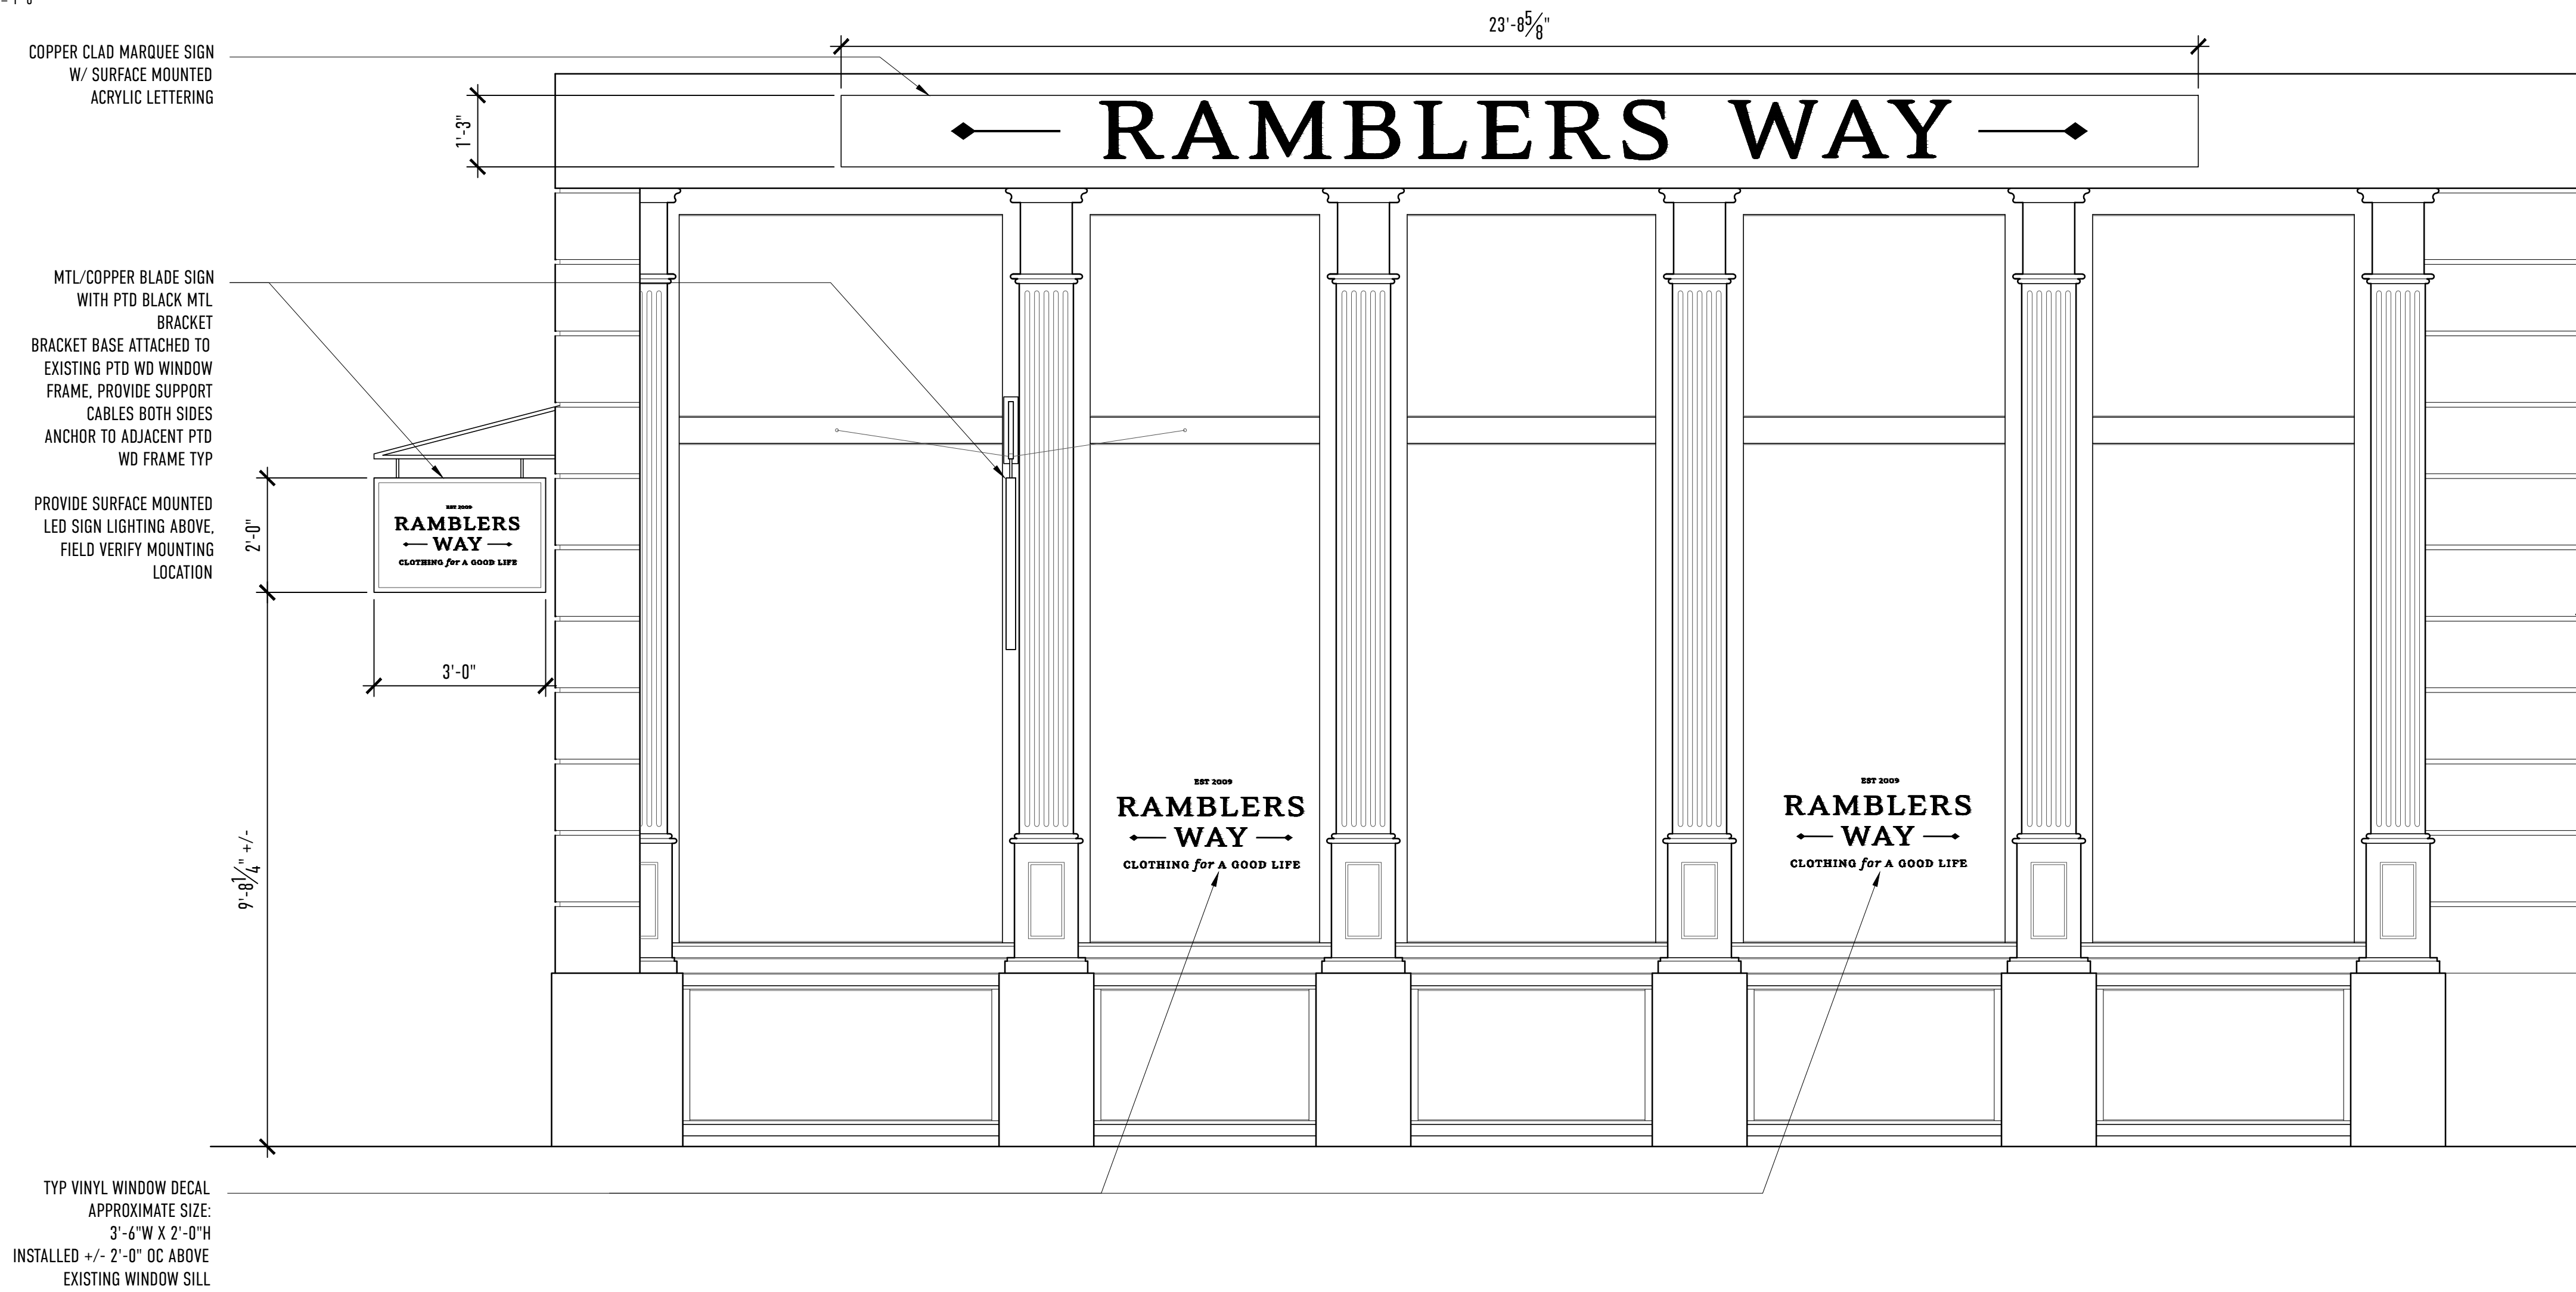 23'-8 5/8"
COPPER CLAD MARQUEE SIGN
W/ SURFACE MOUNTED
ACRYLIC LETTERING
1'-3"
RAMBLERS WAY
MTL/COPPER BLADE SIGN
WITH PTD BLACK MTL
BRACKET
BRACKET BASE ATTACHED TO
EXISTING PTD WD WINDOW
FRAME, PROVIDE SUPPORT
CABLES BOTH SIDES
ANCHOR TO ADJACENT PTD
WD FRAME TYP
PROVIDE SURFACE MOUNTED
LED SIGN LIGHTING ABOVE,
FIELD VERIFY MOUNTING
LOCATION
2'-0"
EST 2009
RAMBLERS
WAY
CLOTHING for A GOOD LIFE
3'-0"
9'-8 1/4" +/-
EST 2009
RAMBLERS
WAY
CLOTHING for A GOOD LIFE
EST 2009
RAMBLERS
WAY
CLOTHING for A GOOD LIFE
TYP VINYL WINDOW DECAL
APPROXIMATE SIZE:
3'-6"W X 2'-0"H
INSTALLED +/- 2'-0" OC ABOVE
EXISTING WINDOW SILL